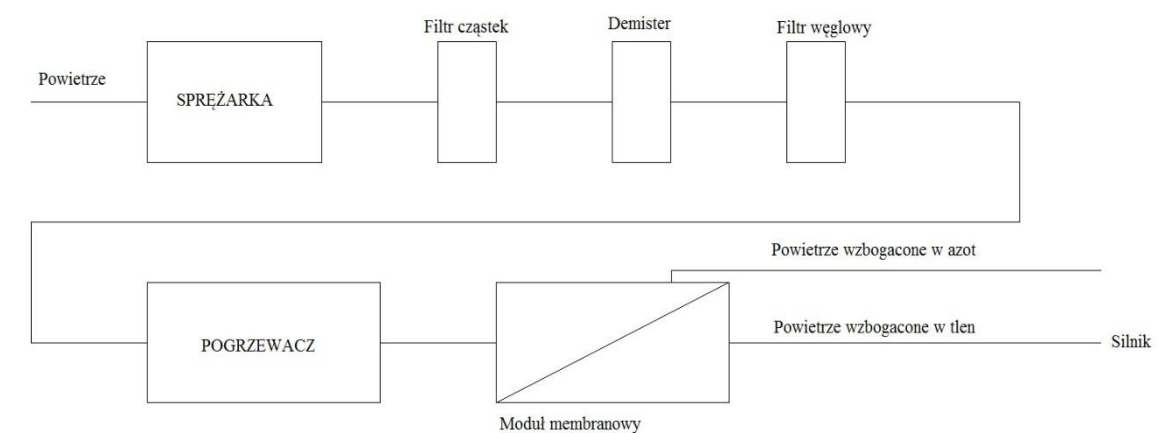 Filtr cząstek
Demister
Filtr węglowy
Powietrze
SPRĘŻARKA
Powietrze wzbogacone w azot
POGRZEWACZ
Powietrze wzbogacone w tlen
Silnik
Moduł membranowy